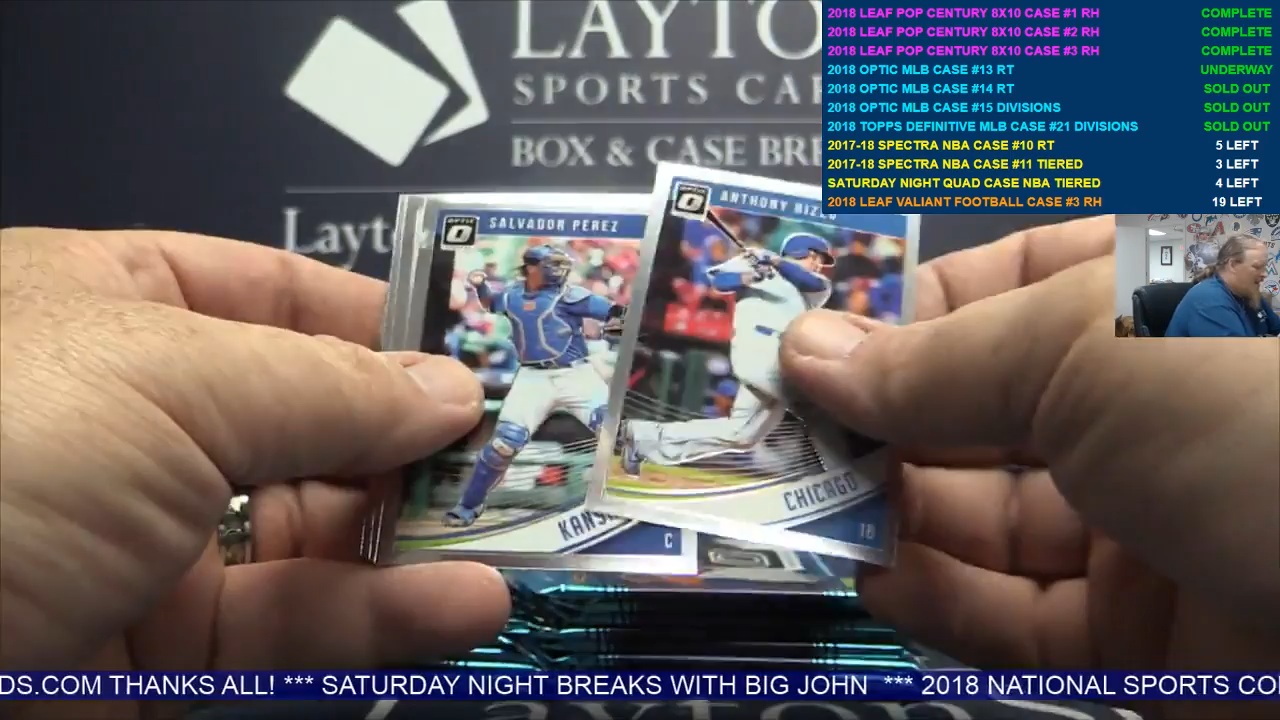 LAYTO
SPORTS CAR
BOX & CASE BRE
Layt
2018 LEAF POP CENTURY 8X10 CASE #1 RH COMPLETE
2018 LEAF POP CENTURY 8X10 CASE #2 RH COMPLETE
2018 LEAF POP CENTURY 8X10 CASE #3 RH COMPLETE
2018 OPTIC MLB CASE #13 RT UNDERWAY
2018 OPTIC MLB CASE #14 RT SOLD OUT
2018 OPTIC MLB CASE #15 DIVISIONS SOLD OUT
2018 TOPPS DEFINITIVE MLB CASE #21 DIVISIONS SOLD OUT
2017-18 SPECTRA NBA CASE #10 RT 5 LEFT
2017-18 SPECTRA NBA CASE #11 TIERED 3 LEFT
SATURDAY NIGHT QUAD CASE NBA TIERED 4 LEFT
2018 LEAF VALIANT FOOTBALL CASE #3 RH 19 LEFT
OPTIC
SALVADOR PEREZ
KANS
C
OPTIC
ANTHONY RIZZO
CHICAGO
1B
DS.COM THANKS ALL! *** SATURDAY NIGHT BREAKS WITH BIG JOHN *** 2018 NATIONAL SPORTS CO
Layton